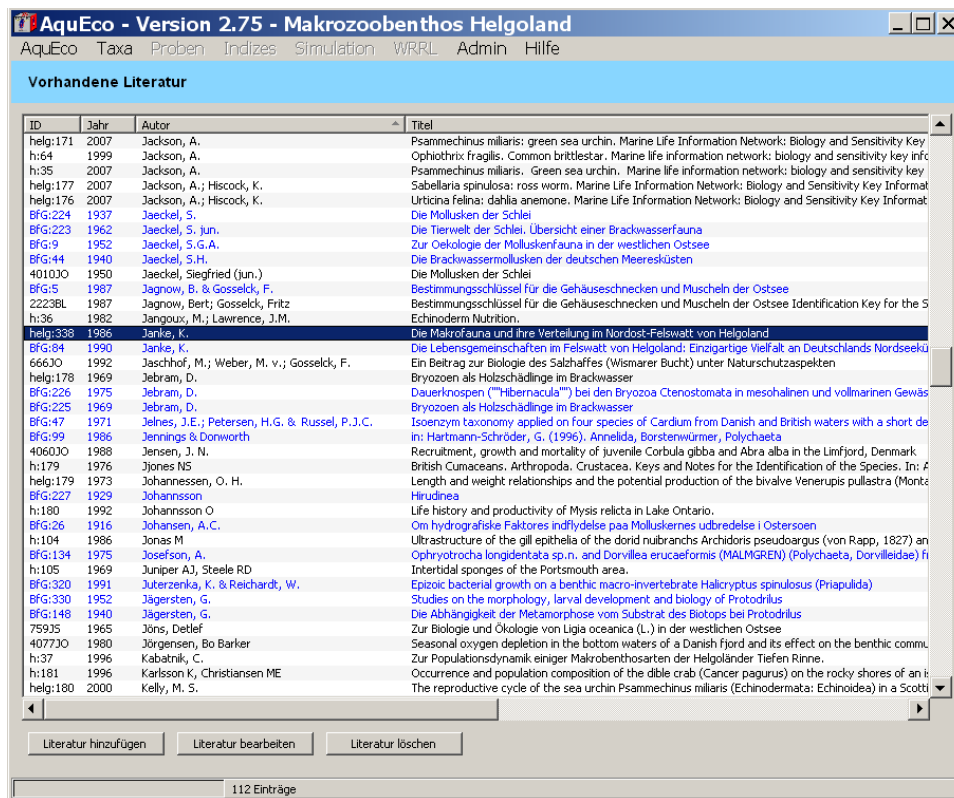 AquEco - Version 2.75 - Makrozoobenthos Helgoland
AquEco Taxa Proben Indizes Simulation WRRL Admin Hilfe
Vorhandene Literatur
ID Jahr Autor Titel
helg:171 2007 Jackson, A. Psammechinus miliaris: green sea urchin. Marine Life Information Network: Biology and Sensitivity Key
h:64 1999 Jackson, A. Ophiothrix fragilis. Common brittlestar. Marine life information network: biology and sensitivity key infc
h:35 2007 Jackson, A. Psammechinus miliaris. Green sea urchin. Marine life information network: biology and sensitivity key
helg:177 2007 Jackson, A.; Hiscock, K. Sabellaria spinulosa: ross worm. Marine Life Information Network: Biology and Sensitivity Key Informat
helg:176 2007 Jackson, A.; Hiscock, K. Urticina felina: dahlia anemone. Marine Life Information Network: Biology and Sensitivity Key Informat
BfG:224 1937 Jaeckel, S. Die Mollusken der Schlei
BfG:223 1962 Jaeckel, S. jun. Die Tierwelt der Schlei. Übersicht einer Brackwasserfauna
BfG:9 1952 Jaeckel, S.G.A. Zur Oekologie der Molluskenfauna in der westlichen Ostsee
BfG:44 1940 Jaeckel, S.H. Die Brackwassermollusken der deutschen Meeresküsten
4010JO 1950 Jaeckel, Siegfried (jun.) Die Mollusken der Schlei
BfG:5 1987 Jagnow, B. & Gosselck, F. Bestimmungsschlüssel für die Gehäuseschnecken und Muscheln der Ostsee
2223BL 1987 Jagnow, Bert; Gosselck, Fritz Bestimmungsschlüssel für die Gehäuseschnecken und Muscheln der Ostsee Identification Key for the S
h:36 1982 Jangoux, M.; Lawrence, J.M. Echinoderm Nutrition.
helg:338 1986 Janke, K. Die Makrofauna und ihre Verteilung im Nordost-Felswatt von Helgoland
BfG:84 1990 Janke, K. Die Lebensgemeinschaften im Felswatt von Helgoland: Einzigartige Vielfalt an Deutschlands Nordseekü
666JO 1992 Jaschhof, M.; Weber, M. v.; Gosselck, F. Ein Beitrag zur Biologie des Salzhaffes (Wismarer Bucht) unter Naturschutzaspekten
helg:178 1969 Jebram, D. Bryozoen als Holzschädlinge im Brackwasser
BfG:226 1975 Jebram, D. Dauerknospen (""Hibernacula"") bei den Bryozoa Ctenostomata in mesohalinen und vollmarinen Gewäs
BfG:225 1969 Jebram, D. Bryozoen als Holzschädlinge im Brackwasser
BfG:47 1971 Jelnes, J.E.; Petersen, H.G. & Russel, P.J.C. Isoenzym taxonomy applied on four species of Cardium from Danish and British waters with a short de
BfG:99 1986 Jennings & Donworth in: Hartmann-Schröder, G. (1996). Annelida, Borstenwürmer, Polychaeta
4060JO 1988 Jensen, J. N. Recruitment, growth and mortality of juvenile Corbula gibba and Abra alba in the Limfjord, Denmark
h:179 1976 Jjones NS British Cumaceans. Arthropoda. Crustacea. Keys and Notes for the Identification of the Species. In: A
helg:179 1973 Johannessen, O. H. Length and weight relationships and the potential production of the bivalve Venerupis pullastra (Monta
BfG:227 1929 Johannsson Hirudinea
h:180 1992 Johannsson O Life history and productivity of Mysis relicta in Lake Ontario.
BfG:26 1916 Johansen, A.C. Om hydrografiske Faktores indflydelse paa Molluskernes udbredelse i Ostersoen
h:104 1986 Jonas M Ultrastructure of the gill epithelia of the dorid nuibranchs Archidoris pseudoargus (von Rapp, 1827) an
BfG:134 1975 Josefson, A. Ophryotrocha longidentata sp.n. and Dorvillea erucaeformis (MALMGREN) (Polychaeta, Dorvilleidae) fr
h:105 1969 Juniper AJ, Steele RD Intertidal sponges of the Portsmouth area.
BfG:320 1991 Juterzenka, K. & Reichardt, W. Epizoic bacterial growth on a benthic macro-invertebrate Halicryptus spinulosus (Priapulida)
BfG:330 1952 Jägersten, G. Studies on the morphology, larval development and biology of Protodrilus
BfG:148 1940 Jägersten, G. Die Abhängigkeit der Metamorphose vom Substrat des Biotops bei Protodrilus
759JS 1965 Jöns, Detlef Zur Biologie und Ökologie von Ligia oceanica (L.) in der westlichen Ostsee
4077JO 1980 Jörgensen, Bo Barker Seasonal oxygen depletion in the bottom waters of a Danish fjord and its effect on the benthic commu
h:37 1996 Kabatnik, C. Zur Populationsdynamik einiger Makrobenthosarten der Helgoländer Tiefen Rinne.
h:181 1996 Karlsson K, Christiansen ME Occurrence and population composition of the dible crab (Cancer pagurus) on the rocky shores of an is
helg:180 2000 Kelly, M. S. The reproductive cycle of the sea urchin Psammechinus miliaris (Echinodermata: Echinoidea) in a Scotti
Literatur hinzufügen Literatur bearbeiten Literatur löschen
112 Einträge